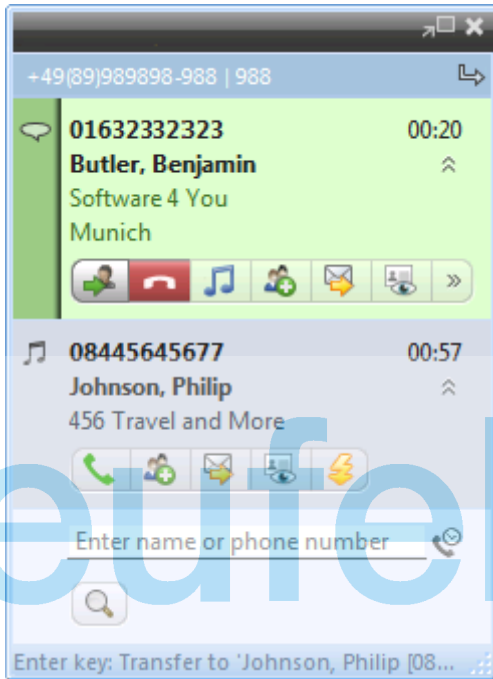 +49(89)989898-988 | 988
01632332323 00:20
Butler, Benjamin
Software 4 You
Munich
08445645677 00:57
Johnson, Philip
456 Travel and More
eufel
Enter name or phone number
Enter key: Transfer to 'Johnson, Philip [08...